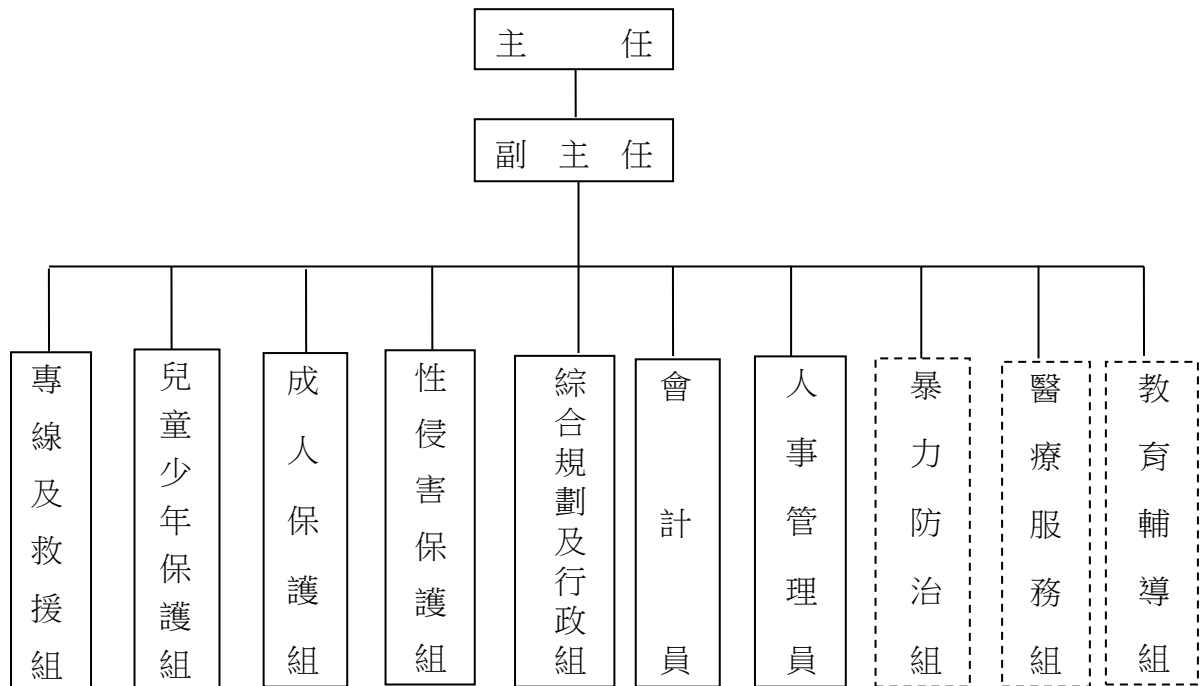 主任
副主任
專線及救援組
兒童少年保護組
成人保護組
性侵害保護組
綜合規劃及行政組
會計員
人事管理員
暴力防治組
醫療服務組
教育輔導組